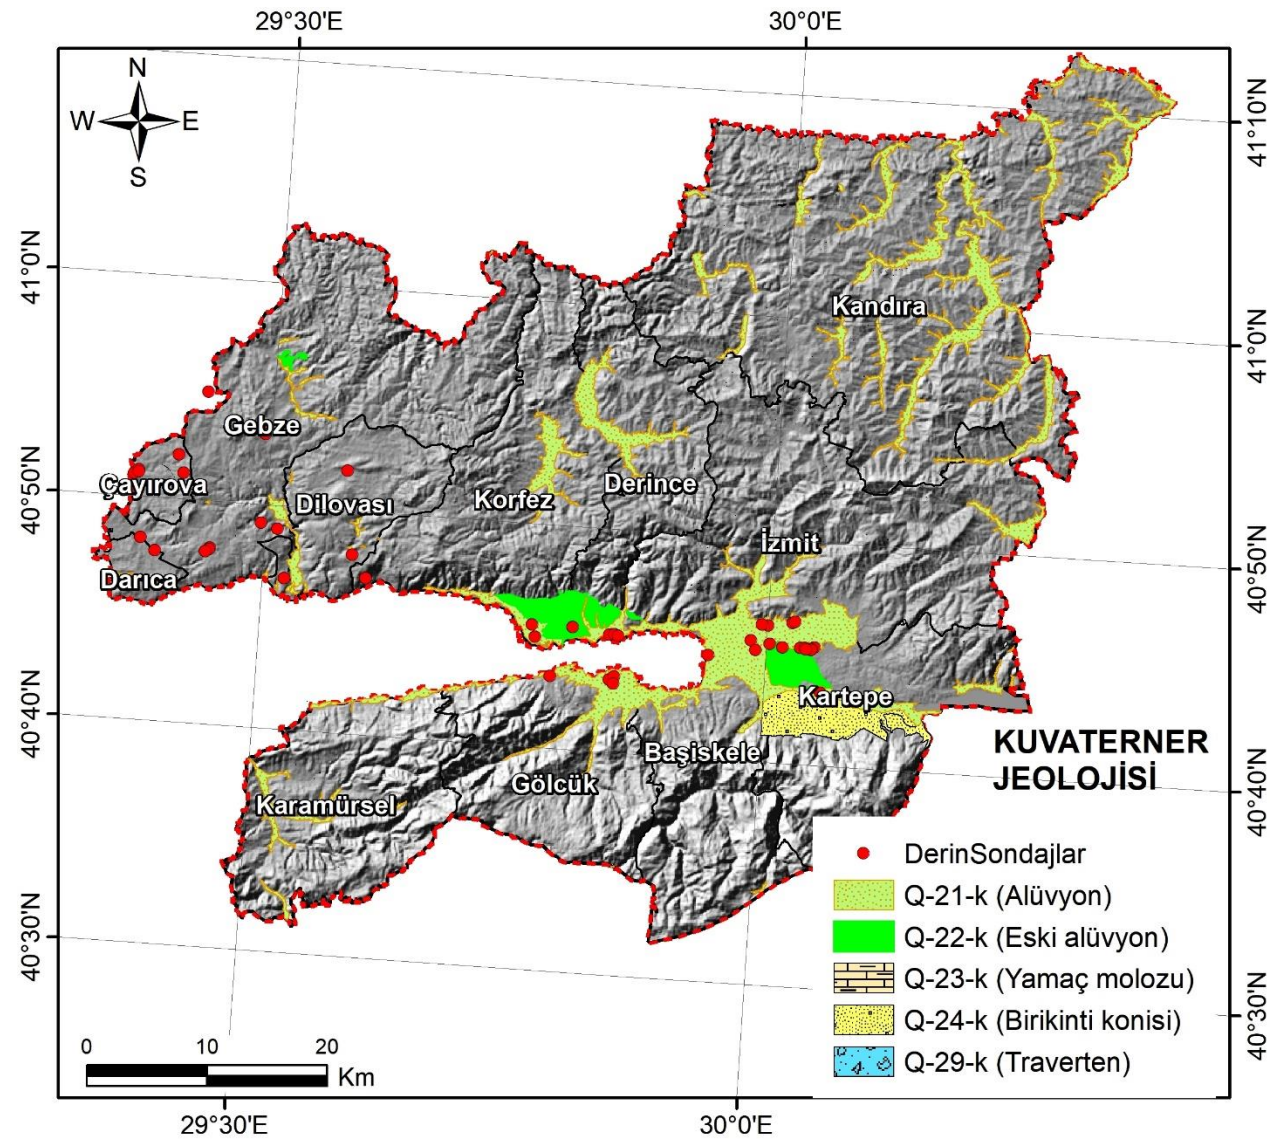 29°30'E 30°0'E
N
W E
S
41°10'N
41°0'N
Kandıra
41°0'N
Gebze
Çayırova
40°50'N
Dilovası
Korfez
Derince
İzmit
40°50'N
Darıca
Kartepe
40°40'N
KUVATERNER
JEOLOJİSİ
Başiskele
Gölcük
Karamürsel
40°40'N
DerinSondajlar
Q-21-k (Alüvyon)
Q-22-k (Eski alüvyon)
40°30'N
Q-23-k (Yamaç molozu)
Q-24-k (Birikinti konisi)
40°30'N
Q-29-k (Traverten)
0 10 20
Km
29°30'E 30°0'E